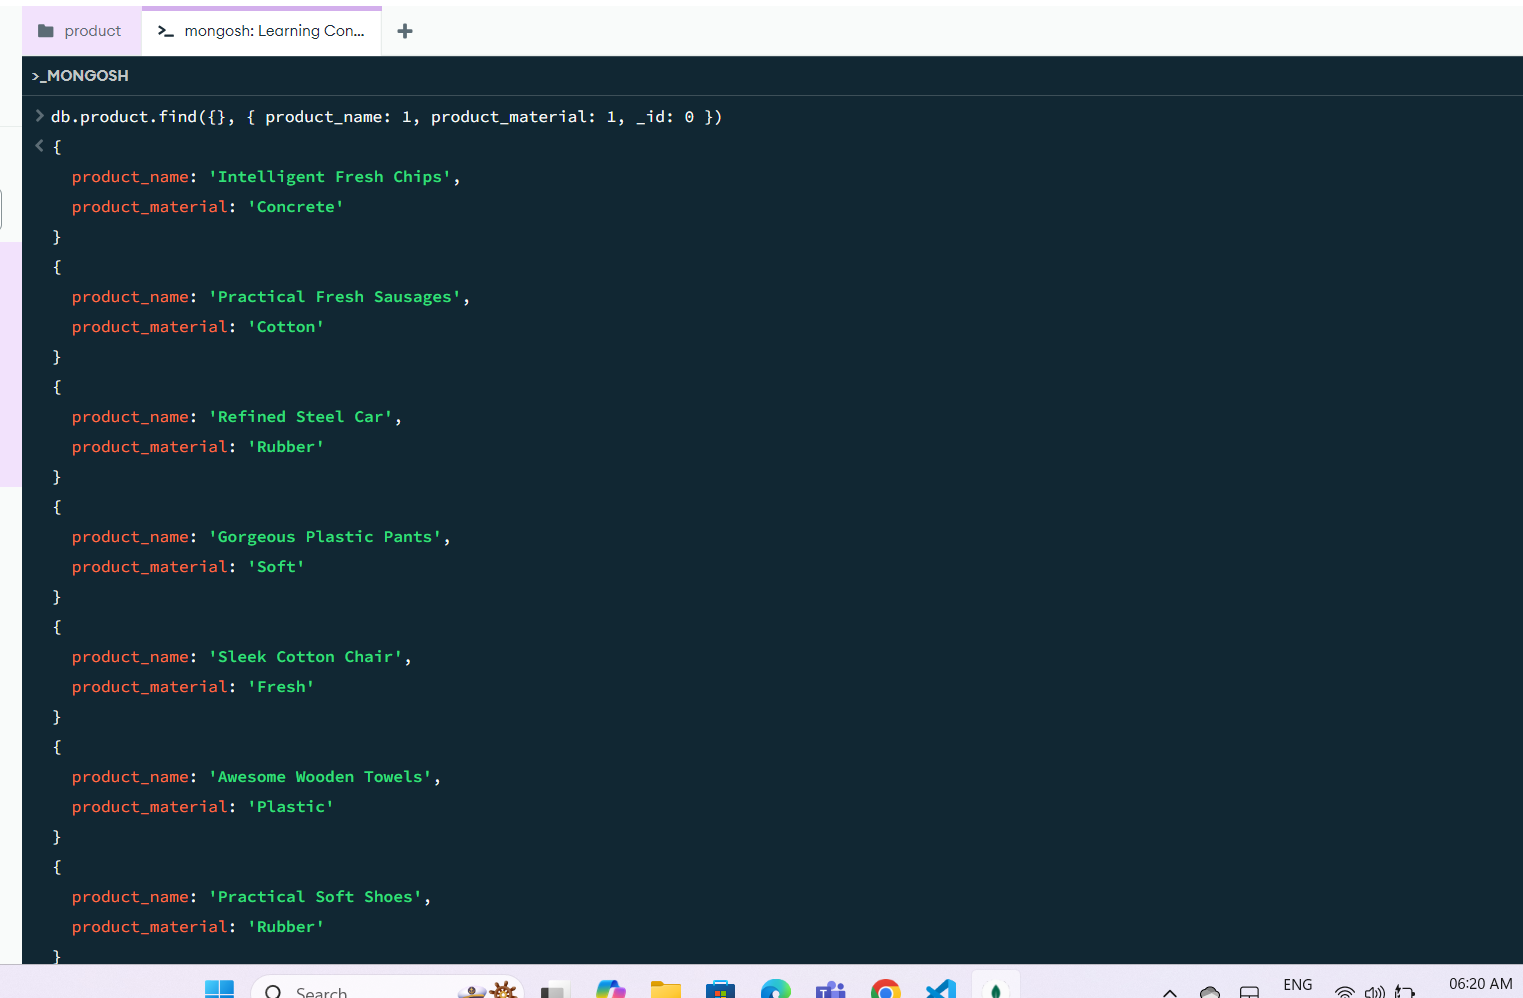 product
>_ mongosh: Learning Con...
>_MONGOSH
> db.product.find({}, { product_name: 1, product_material: 1, _id: 0 })
< {
product_name: 'Intelligent Fresh Chips',
product_material: 'Concrete'
}
{
product_name: 'Practical Fresh Sausages',
product_material: 'Cotton'
}
{
product_name: 'Refined Steel Car',
product_material: 'Rubber'
}
{
product_name: 'Gorgeous Plastic Pants',
product_material: 'Soft'
}
{
product_name: 'Sleek Cotton Chair',
product_material: 'Fresh'
}
{
product_name: 'Awesome Wooden Towels',
product_material: 'Plastic'
}
{
product_name: 'Practical Soft Shoes',
product_material: 'Rubber'
}
Search
ENG
06:20 AM